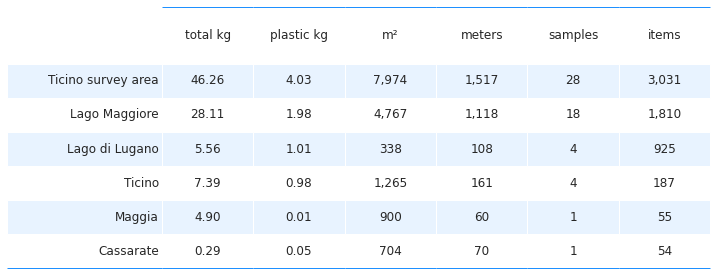 total kg plastic kg m² meters samples items
Ticino survey area 46.26 4.03 7,974 1,517 28 3,031
Lago Maggiore 28.11 1.98 4,767 1,118 18 1,810
Lago di Lugano 5.56 1.01 338 108 4 925
Ticino 7.39 0.98 1,265 161 4 187
Maggia 4.90 0.01 900 60 1 55
Cassarate 0.29 0.05 704 70 1 54